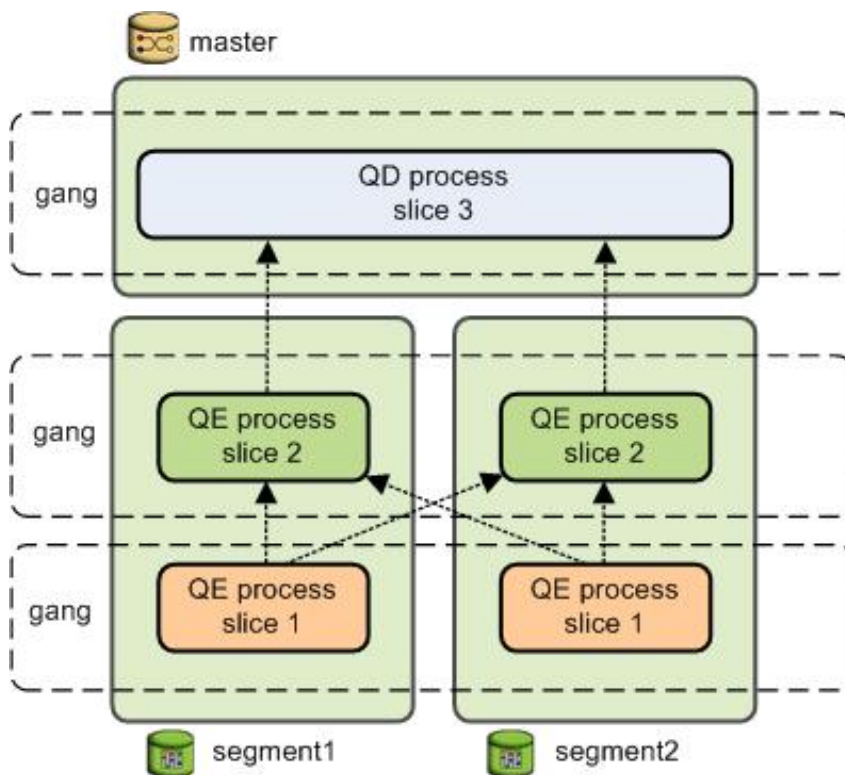 master
gang
QD process
slice 3
gang
QE process
slice 2
QE process
slice 2
gang
QE process
slice 1
QE process
slice 1
segment1
segment2